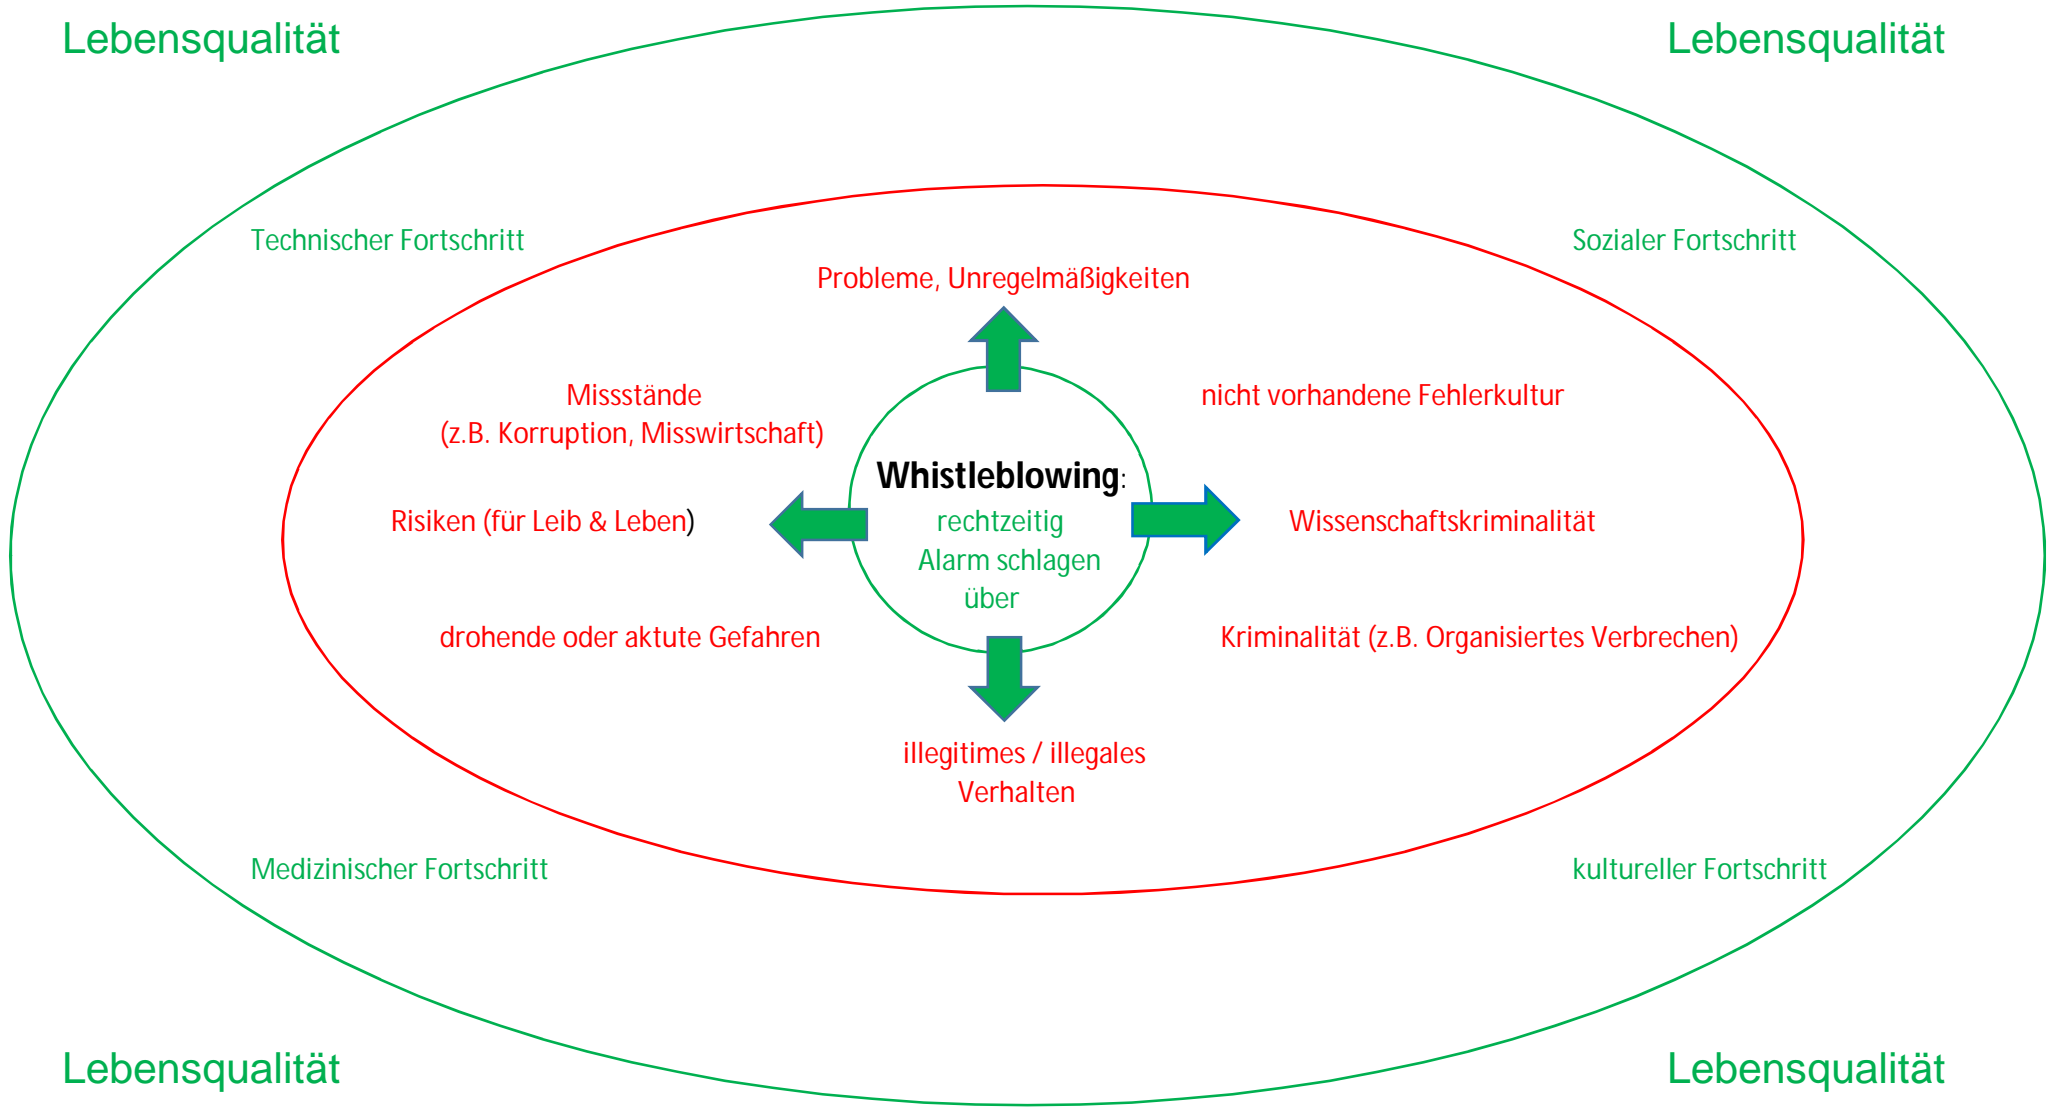 Lebensqualität
Lebensqualität
Technischer Fortschritt
Sozialer Fortschritt
Probleme, Unregelmäßigkeiten
Missstände
(z.B. Korruption, Misswirtschaft)
nicht vorhandene Fehlerkultur
Whistleblowing:
rechtzeitig
Alarm schlagen
über
Risiken (für Leib & Leben)
Wissenschaftskriminalität
drohende oder aktute Gefahren
Kriminalität (z.B. Organisiertes Verbrechen)
illegitimes / illegales
Verhalten
Medizinischer Fortschritt
kultureller Fortschritt
Lebensqualität
Lebensqualität